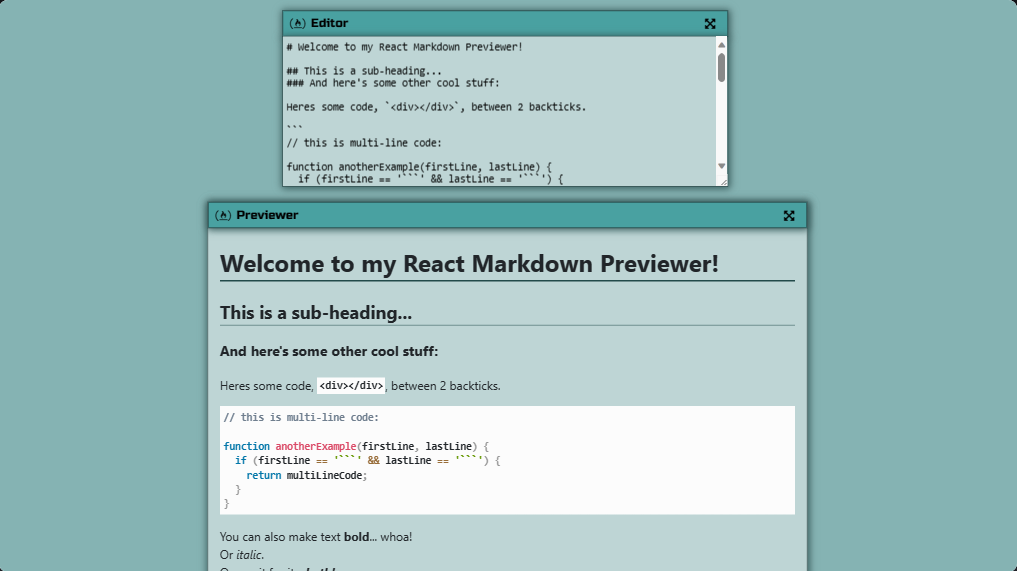 Editor
# Welcome to my React Markdown Previewer!
## This is a sub-heading...
### And here's some other cool stuff:
Heres some code, `<div></div>`, between 2 backticks.
```
// this is multi-line code:
function anotherExample(firstLine, lastLine) {
  if (firstLine == '```' && lastLine == '```') {
Previewer
Welcome to my React Markdown Previewer!
This is a sub-heading...
And here's some other cool stuff:
Heres some code, <div></div>, between 2 backticks.
// this is multi-line code:
function anotherExample(firstLine, lastLine) {
  if (firstLine == '```' && lastLine == '```') {
    return multiLineCode;
  }
}
You can also make text bold... whoa!
Or italic.